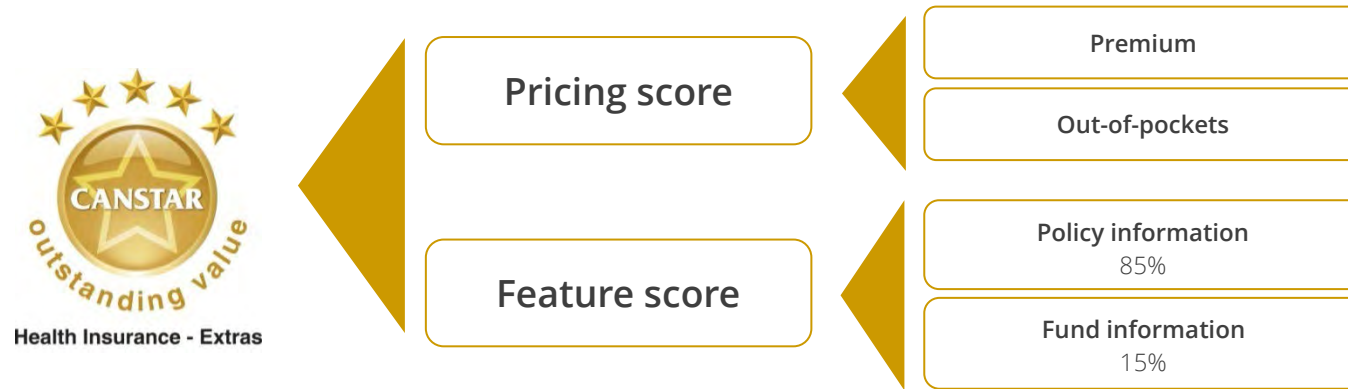 CANSTAR
outstanding value
Health Insurance - Extras
Pricing score
Premium
Out-of-pockets
Feature score
Policy information
85%
Fund information
15%